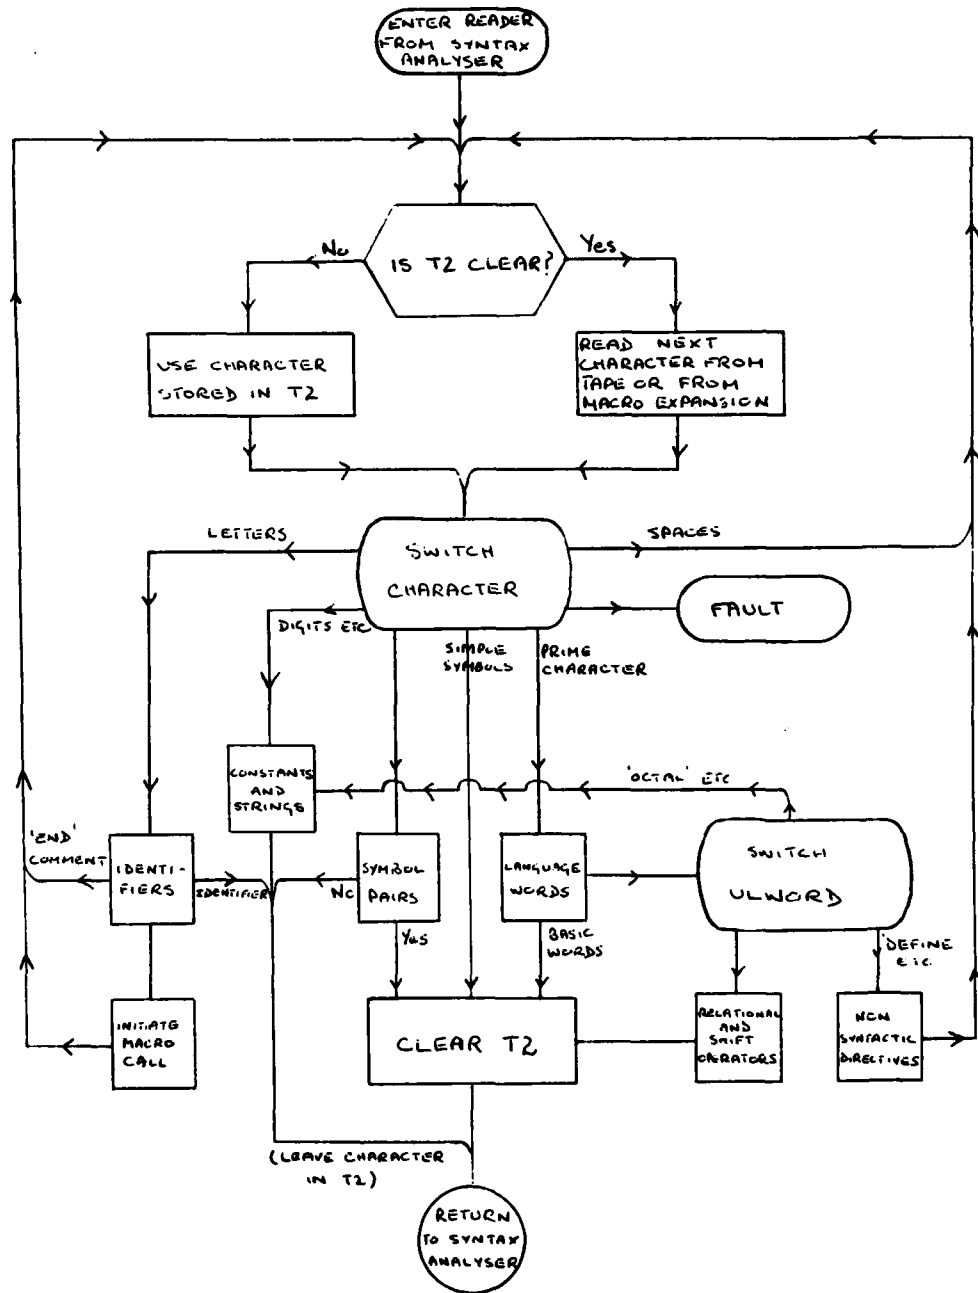 ENTER READER
FROM SYNTAX
ANALYSER
IS T2 CLEAR?
No
Yes
USE CHARACTER
STORED IN T2
READ NEXT
CHARACTER FROM
TAPE OR FROM
MACRO EXPANSION
LETTERS
SWITCH
CHARACTER
SPACES
FAULT
DIGITS ETC
SIMPLE
SYMBOLS
PRIME
CHARACTER
CONSTANTS
AND
STRINGS
'OCTAL' ETC
'END'
COMMENT
IDENTI-
FIERS
IDENTIFIER
No
SYMBOL
PAIRS
LANGUAGE
WORDS
SWITCH
ULWORD
YES
BASIC
WORDS
'DEFINE
ETC.
INITIATE
MACRO
CALL
CLEAR T2
RELATIONAL
AND
SHIFT
OPERATORS
NON
SYNTACTIC
DIRECTIVES
(LEAVE CHARACTER
IN T2)
RETURN
TO SYNTAX
ANALYSER